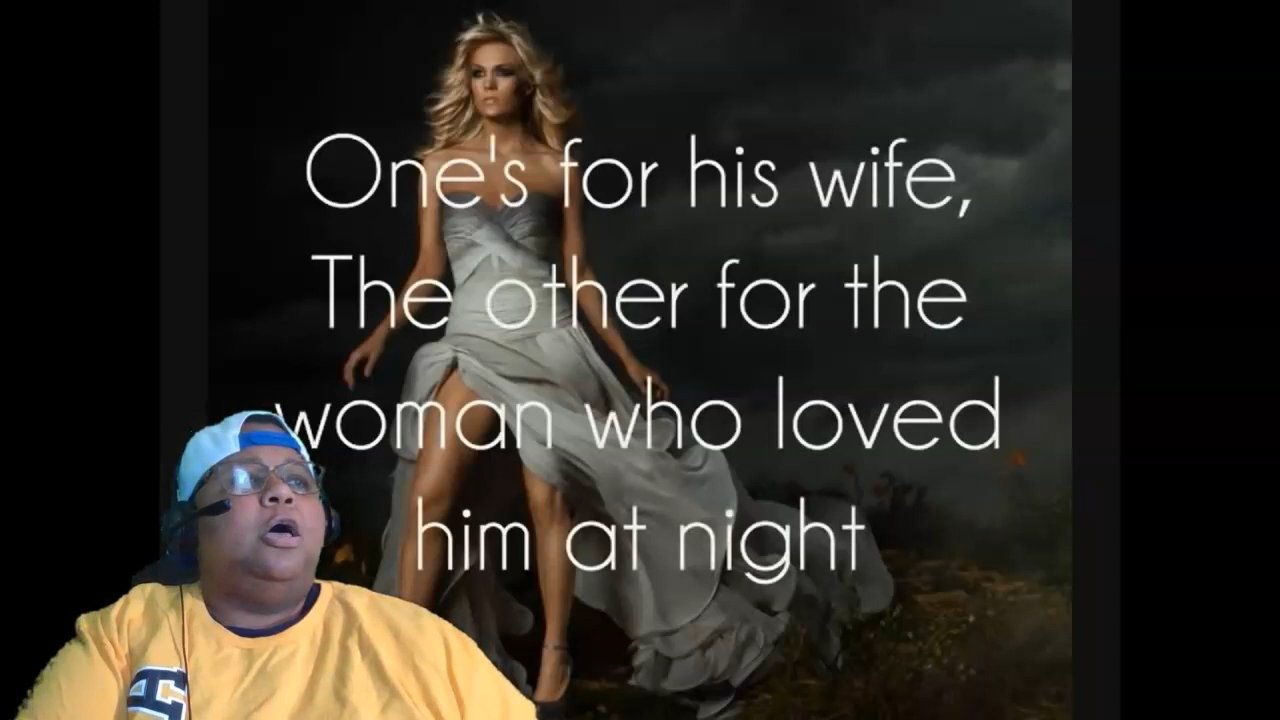 One's for his wife,
The other for the
woman who loved
him at night